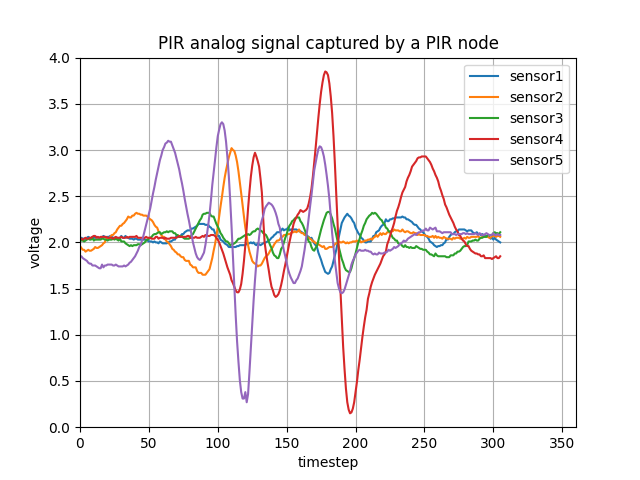 PIR analog signal captured by a PIR node
voltage
4.0
3.5
3.0
2.5
2.0
1.5
1.0
0.5
0.0
sensor1
sensor2
sensor3
sensor4
sensor5
0 50 100 150 200 250 300 350
timestep